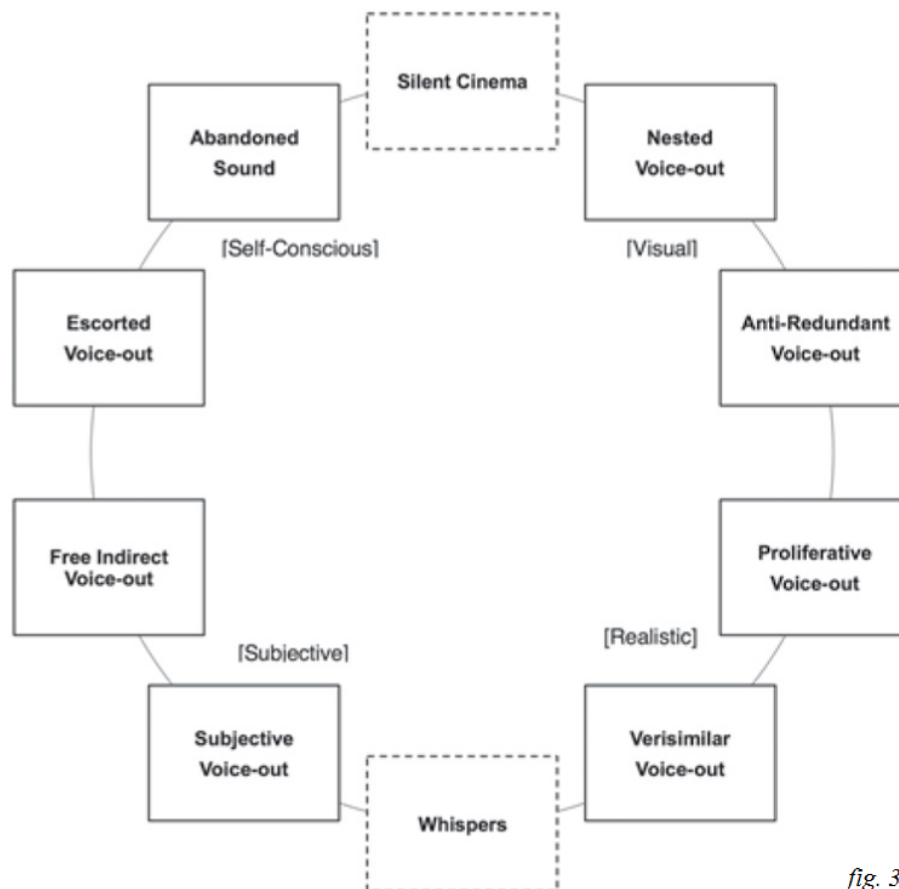 Silent Cinema
Abandoned
Sound
Nested
Voice-out
[Self-Conscious]
[Visual]
Escorted
Voice-out
Anti-Redundant
Voice-out
Free Indirect
Voice-out
Proliferative
Voice-out
[Subjective]
[Realistic]
Subjective
Voice-out
Verisimilar
Voice-out
Whispers
fig. 3